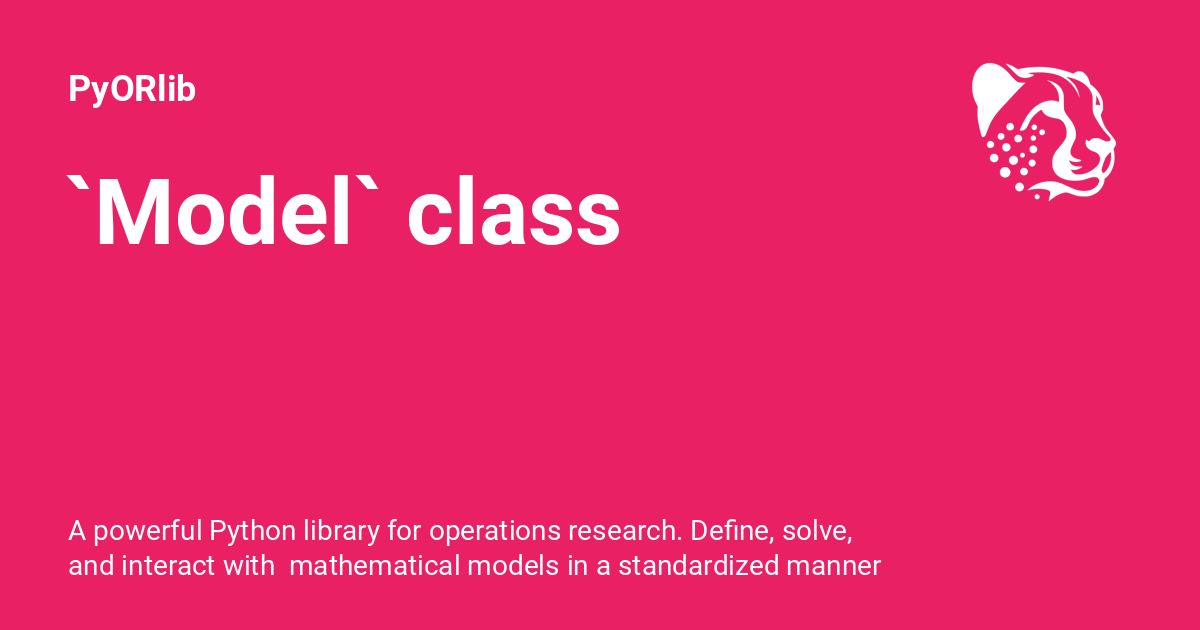 PyORlib
`Model` class
A powerful Python library for operations research. Define, solve,
and interact with  mathematical models in a standardized manner